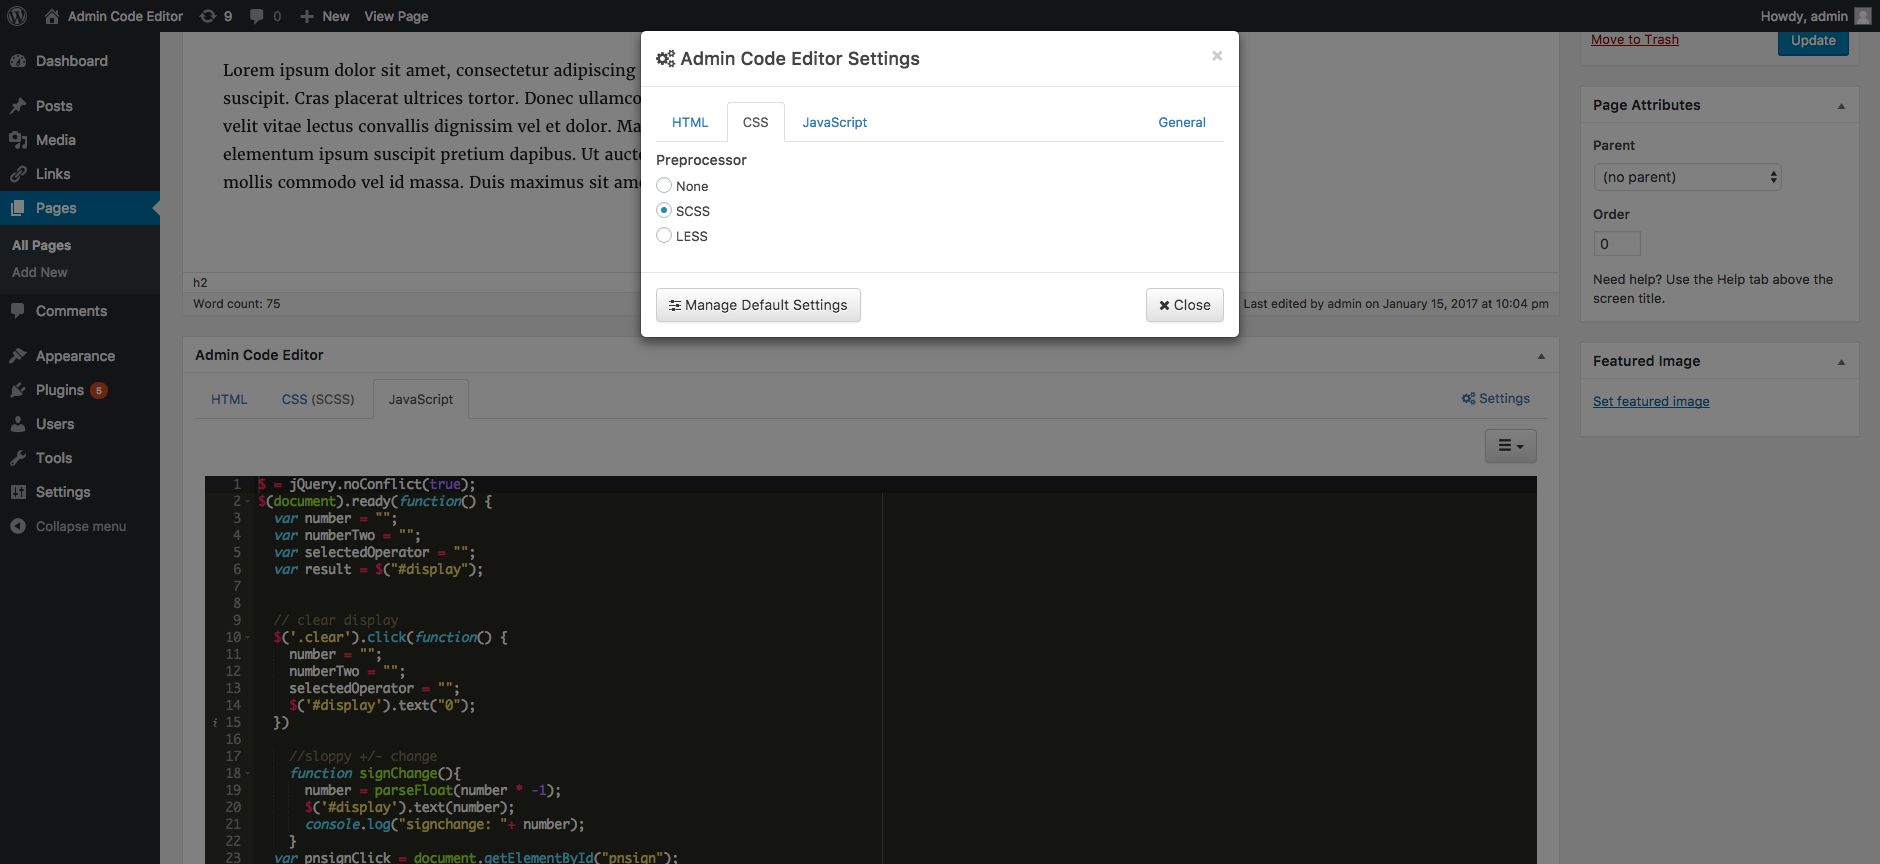 Admin Code Editor 9 0 New View Page Howdy, admin
Dashboard
Posts
Media
Links
Pages
All Pages
Add New
Comments
Appearance
Plugins 5
Users
Tools
Settings
Collapse menu
Lorem ipsum dolor sit amet, consectetur adipiscing
suscipit. Cras placerat ultrices tortor. Donec ullamco
velit vitae lectus convallis dignissim vel et dolor. Ma
elementum ipsum suscipit pretium dapibus. Ut aucto
mollis commodo vel id massa. Duis maximus sit ame
h2
Word count: 75
Last edited by admin on January 15, 2017 at 10:04 pm
Admin Code Editor Settings ×
HTML CSS JavaScript General
Preprocessor
None
SCSS
LESS
Manage Default Settings Close
Admin Code Editor
HTML CSS (SCSS) JavaScript Settings
1 $ = jQuery.noConflict(true);
2 $(document).ready(function() {
3 var number = "";
4 var numberTwo = "";
5 var selectedOperator = "";
6 var result = $("#display");
7
8
9 // clear display
10 $('.clear').click(function() {
11 number = "";
12 numberTwo = "";
13 selectedOperator = "";
14 $('#display').text("0");
i 15 })
16
17 //sloppy +/- change
18 function signChange(){
19 number = parseFloat(number * -1);
20 $('#display').text(number);
21 console.log("signchange: "+ number);
22 }
23 var pnsignClick = document.getElementById("pnsign");
Move to Trash Update
Page Attributes
Parent
(no parent)
Order
0
Need help? Use the Help tab above the
screen title.
Featured Image
Set featured image